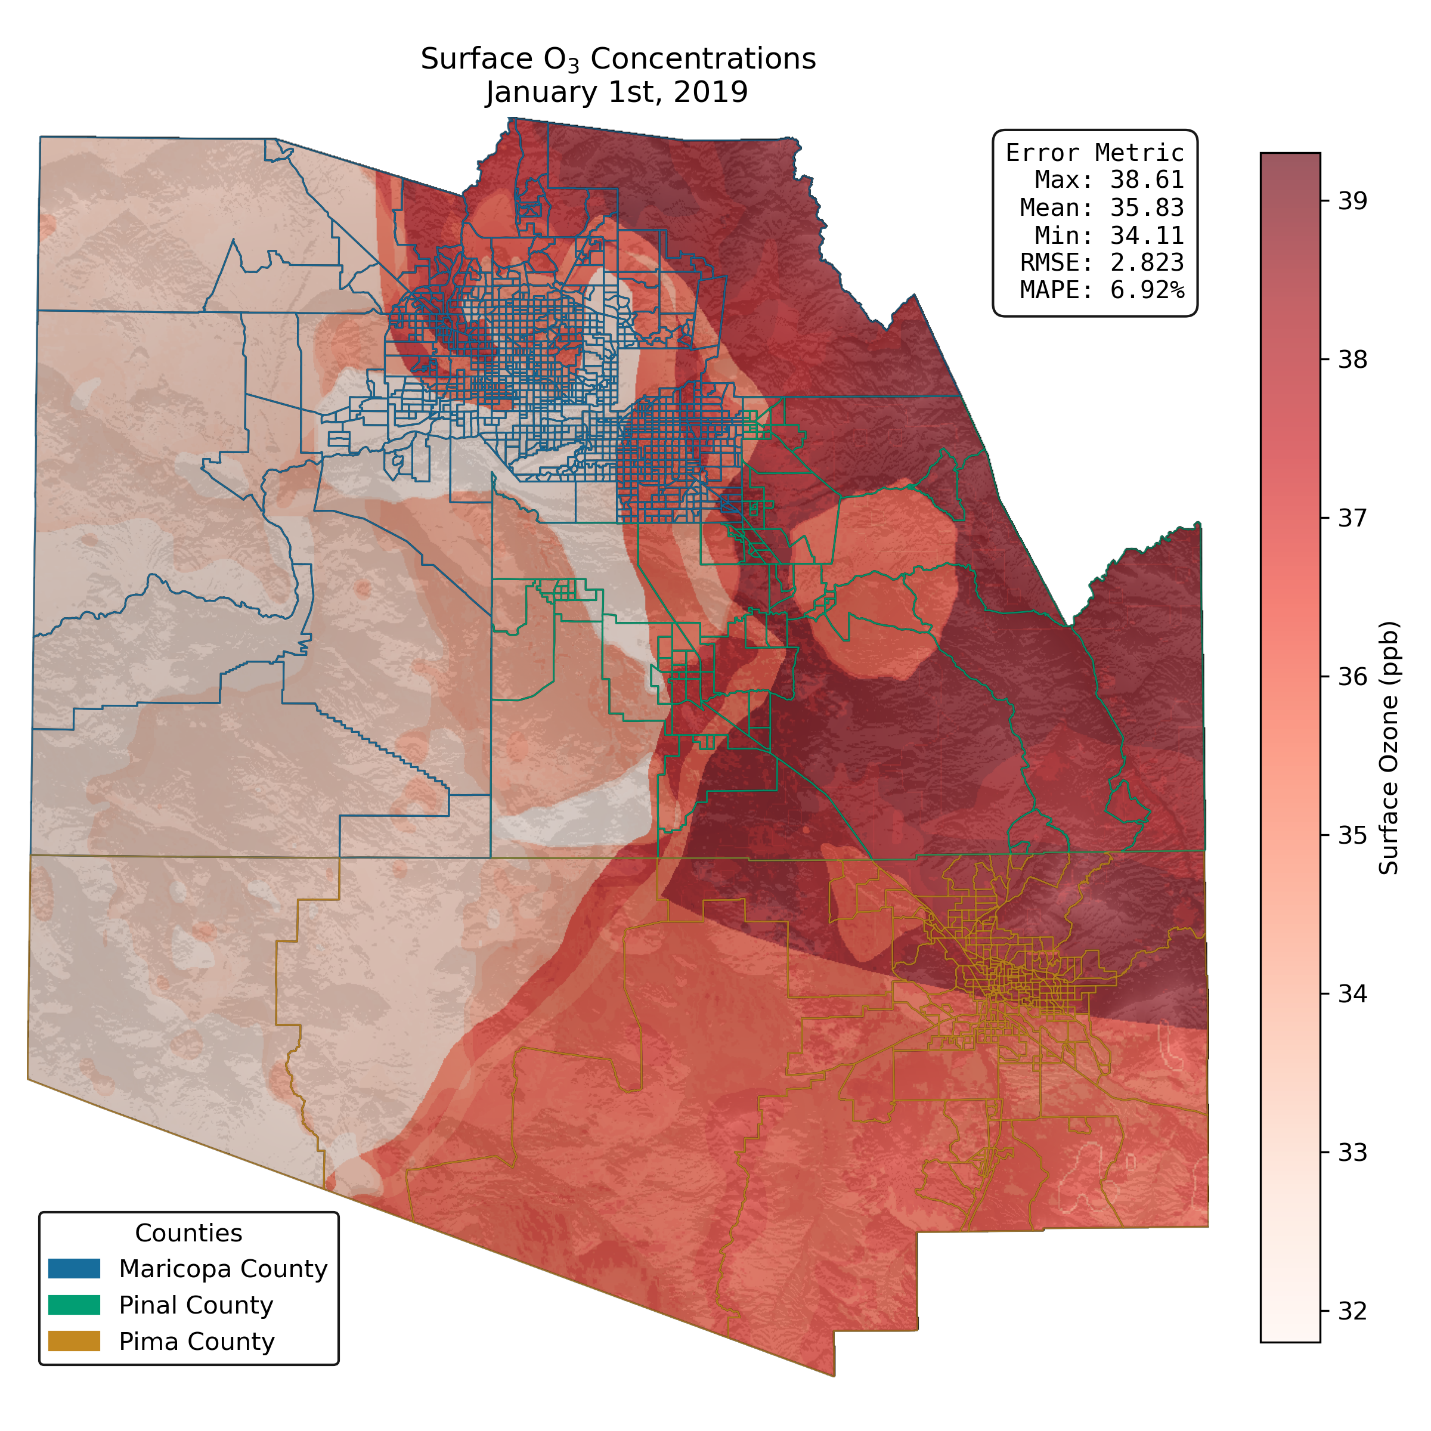 Surface O₃ Concentrations
January 1st, 2019
Error Metric
Max: 38.61
Mean: 35.83
Min: 34.11
RMSE: 2.823
MAPE: 6.92%
39
38
37
36
35
34
33
32
Surface Ozone (ppb)
Counties
Maricopa County
Pinal County
Pima County